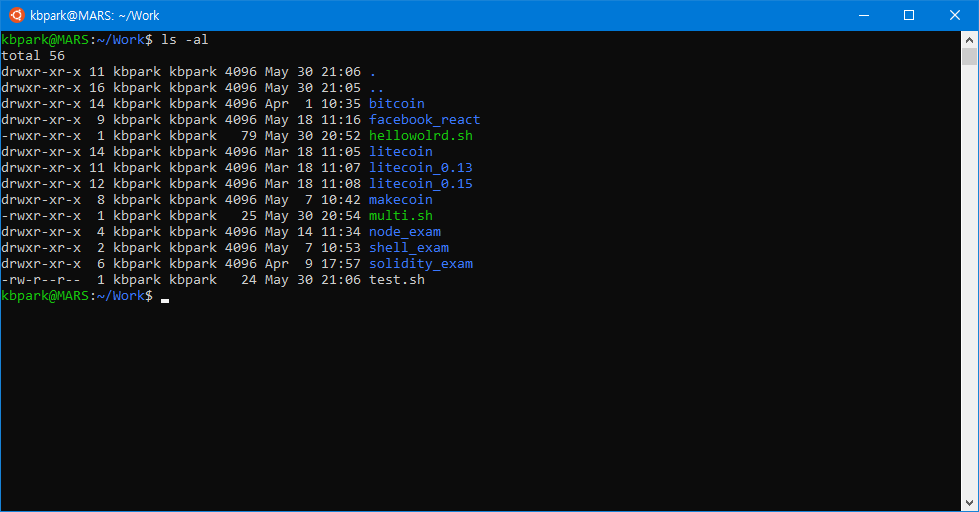 kbpark@MARS: ~/Work
kbpark@MARS:~/Work$ ls -al
total 56
drwxr-xr-x 11 kbpark kbpark 4096 May 30 21:06 .
drwxr-xr-x 16 kbpark kbpark 4096 May 30 21:05 ..
drwxr-xr-x 14 kbpark kbpark 4096 Apr  1 10:35 bitcoin
drwxr-xr-x  9 kbpark kbpark 4096 May 18 11:16 facebook_react
-rwxr-xr-x  1 kbpark kbpark   79 May 30 20:52 hellowolrd.sh
drwxr-xr-x 14 kbpark kbpark 4096 Mar 18 11:05 litecoin
drwxr-xr-x 11 kbpark kbpark 4096 Mar 18 11:07 litecoin_0.13
drwxr-xr-x 12 kbpark kbpark 4096 Mar 18 11:08 litecoin_0.15
drwxr-xr-x  8 kbpark kbpark 4096 May  7 10:42 makecoin
-rwxr-xr-x  1 kbpark kbpark   25 May 30 20:54 multi.sh
drwxr-xr-x  4 kbpark kbpark 4096 May 14 11:34 node_exam
drwxr-xr-x  2 kbpark kbpark 4096 May  7 10:53 shell_exam
drwxr-xr-x  6 kbpark kbpark 4096 Apr  9 17:57 solidity_exam
-rw-r--r--  1 kbpark kbpark   24 May 30 21:06 test.sh
kbpark@MARS:~/Work$